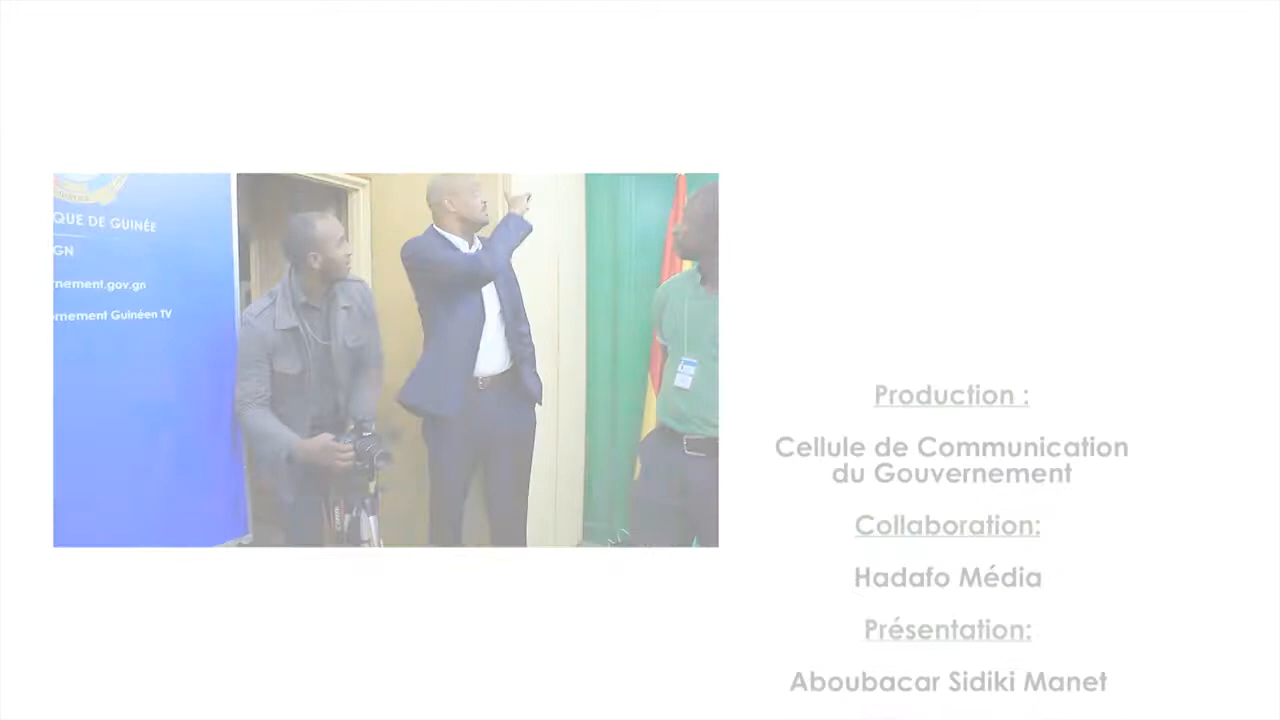 QUE DE GUINÉE
GN
nement.gov.gn
rnement Guinéen TV
Production :
Cellule de Communication
du Gouvernement
Collaboration:
Hadafo Média
Présentation:
Aboubacar Sidiki Manet